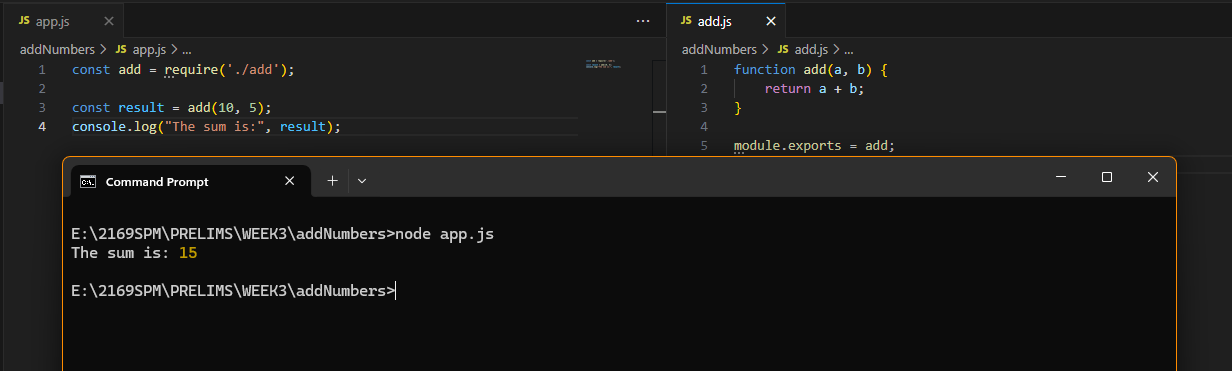 JS app.js
addNumbers > JS app.js > ...
1 const add = require('./add');
2
3 const result = add(10, 5);
4 console.log("The sum is:", result);
JS add.js
addNumbers > JS add.js > ...
1 function add(a, b) {
2     return a + b;
3 }
4
5 module.exports = add;
Command Prompt
E:\2169SPM\PRELIMS\WEEK3\addNumbers>node app.js
The sum is: 15
E:\2169SPM\PRELIMS\WEEK3\addNumbers>